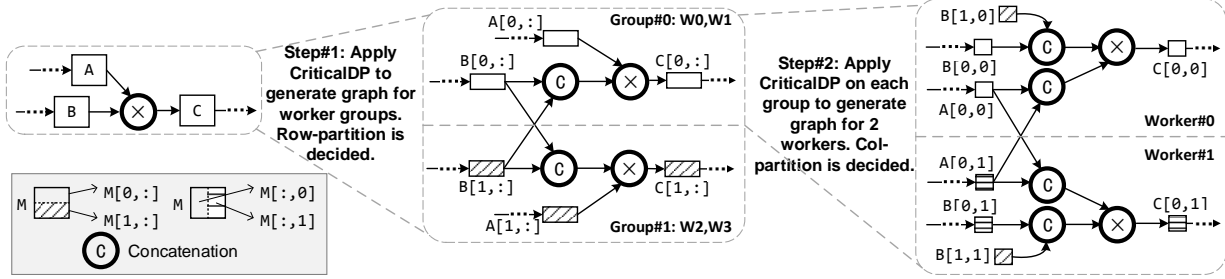 A
B
×
C
M
M[0,:]
M[1,:]
M
M[:,0]
M[:,1]
C
Concatenation
Step#1: Apply
CriticalDP to
generate graph for
worker groups.
Row-partition is
decided.
A[0,:]
Group#0: W0,W1
B[0,:]
C
×
C[0,:]
B[1,:]
C
×
C[1,:]
A[1,:]
Group#1: W2,W3
Step#2: Apply
CriticalDP on each
group to generate
graph for 2
workers. Col-
partition is decided.
B[1,0]
B[0,0]
C
×
C[0,0]
A[0,0]
C
Worker#0
Worker#1
A[0,1]
C
B[0,1]
C
×
C[0,1]
B[1,1]